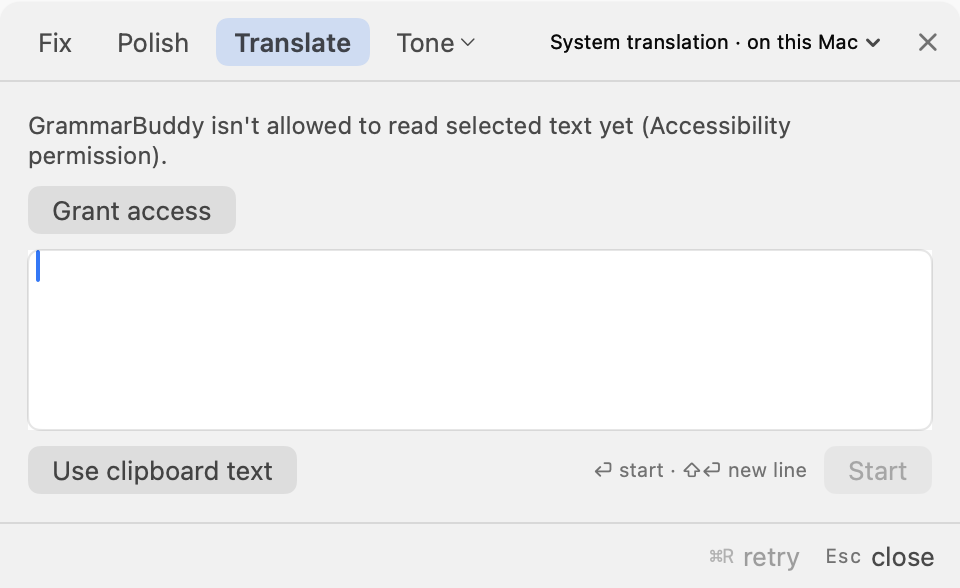 Fix Polish Translate Tone System translation · on this Mac
GrammarBuddy isn't allowed to read selected text yet (Accessibility
permission).
Grant access
Use clipboard text ⏎ start · ⇧⏎ new line Start
⌘R retry Esc close